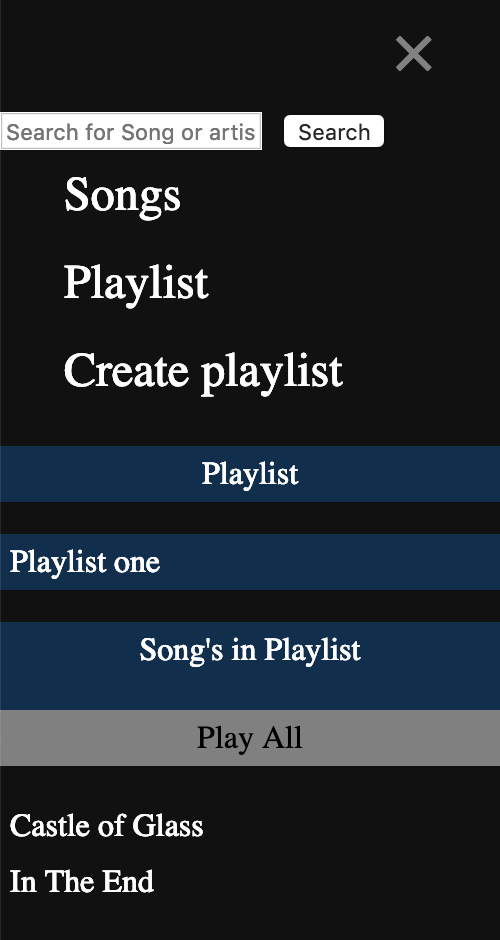 ×
Search for Song or artis
Search
Songs
Playlist
Create playlist
Playlist
Playlist one
Song's in Playlist
Play All
Castle of Glass
In The End